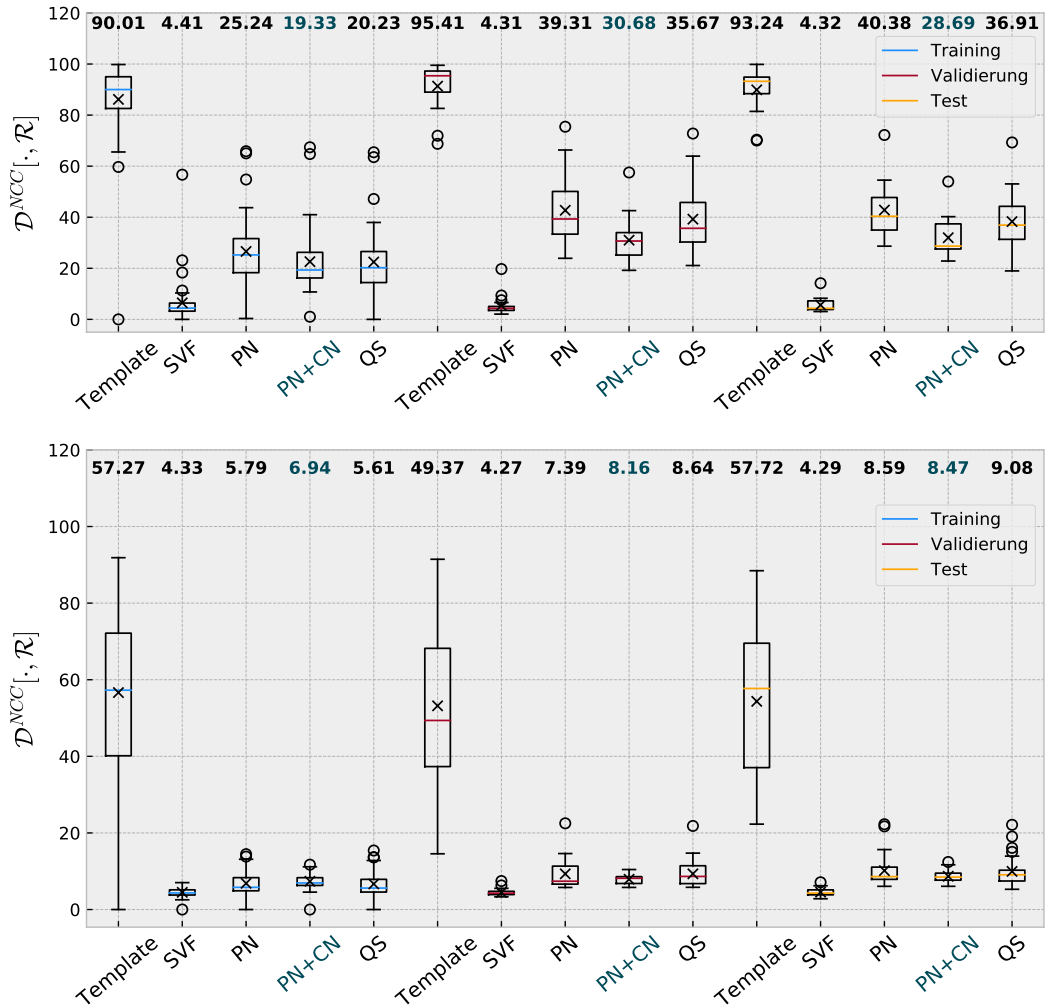 120 90.01 4.41 25.24 19.33 20.23 95.41 4.31 39.31 30.68 35.67 93.24 4.32 40.38 28.69 36.91
Training
100
Validierung
Test
80
60
40
20
0
𝒟^{NCC}[., ℛ]
Template SVF PN PN+CN QS Template SVF PN PN+CN QS Template SVF PN PN+CN QS
120
57.27 4.33 5.79 6.94 5.61 49.37 4.27 7.39 8.16 8.64 57.72 4.29 8.59 8.47 9.08
Training
100
Validierung
Test
80
60
40
20
0
𝒟^{NCC}[., ℛ]
Template SVF PN PN+CN QS Template SVF PN PN+CN QS Template SVF PN PN+CN QS